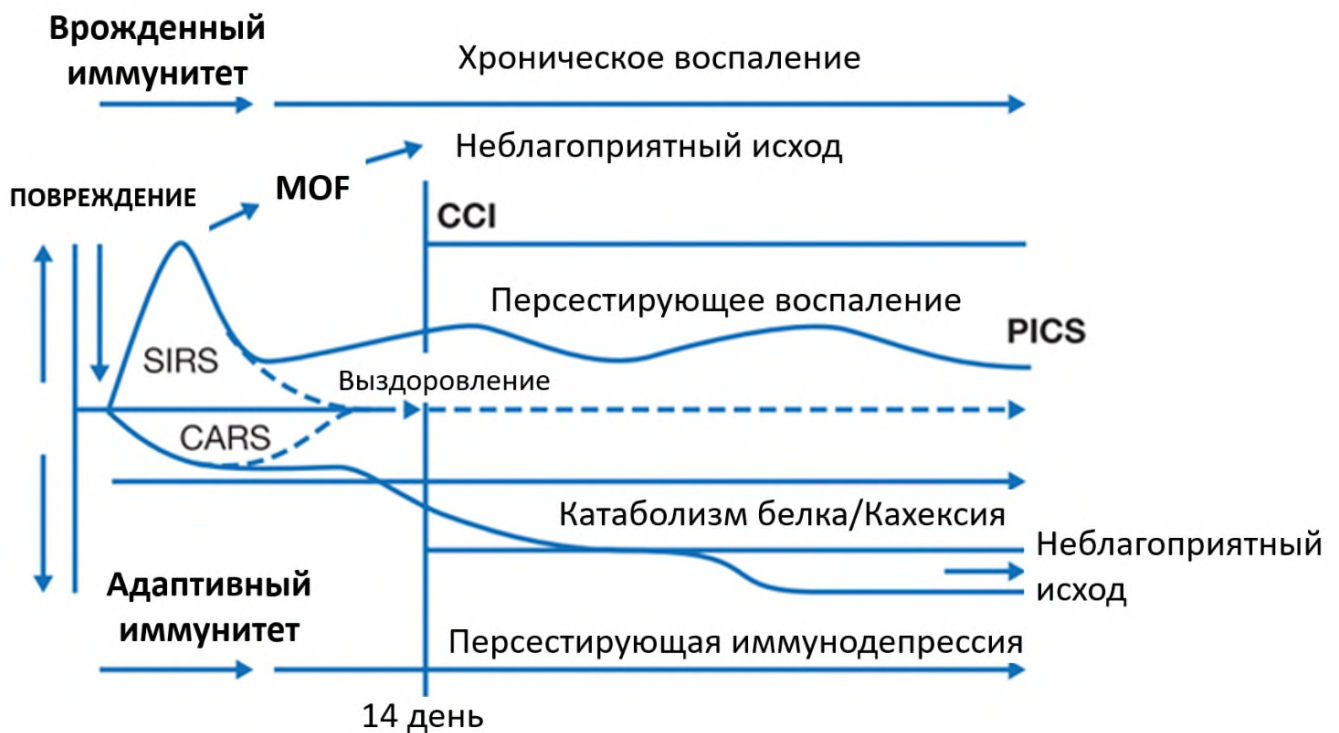 Врожденный
иммунитет
Хроническое воспаление
Неблагоприятный исход
MOF
ПОВРЕЖДЕНИЕ
CCI
Персестирующее воспаление
PICS
SIRS
Выздоровление
CARS
Катаболизм белка/Кахексия
Неблагоприятный
исход
Адаптивный
иммунитет
Персестирующая иммунодепрессия
14 день